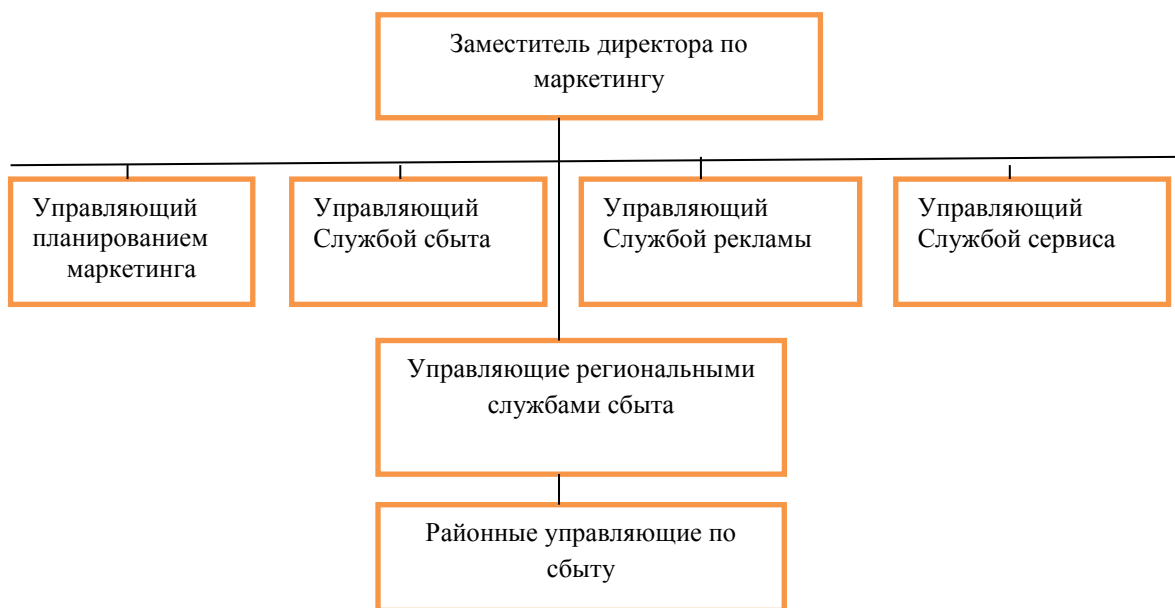 Заместитель директора по
маркетингу
Управляющий
планированием
маркетинга
Управляющий
Службой сбыта
Управляющий
Службой рекламы
Управляющий
Службой сервиса
Управляющие региональными
службами сбыта
Районные управляющие по
сбыту